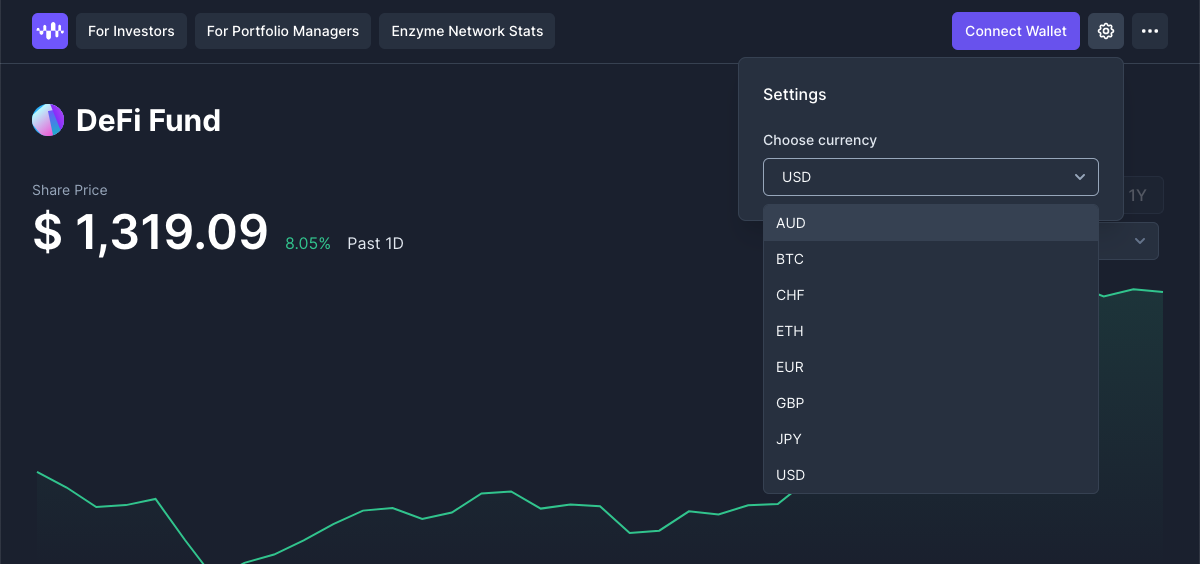 For Investors
For Portfolio Managers
Enzyme Network Stats
Connect Wallet
DeFi Fund
Share Price
$ 1,319.09
8.05%
Past 1D
Settings
Choose currency
USD
1Y
AUD
BTC
CHF
ETH
EUR
GBP
JPY
USD